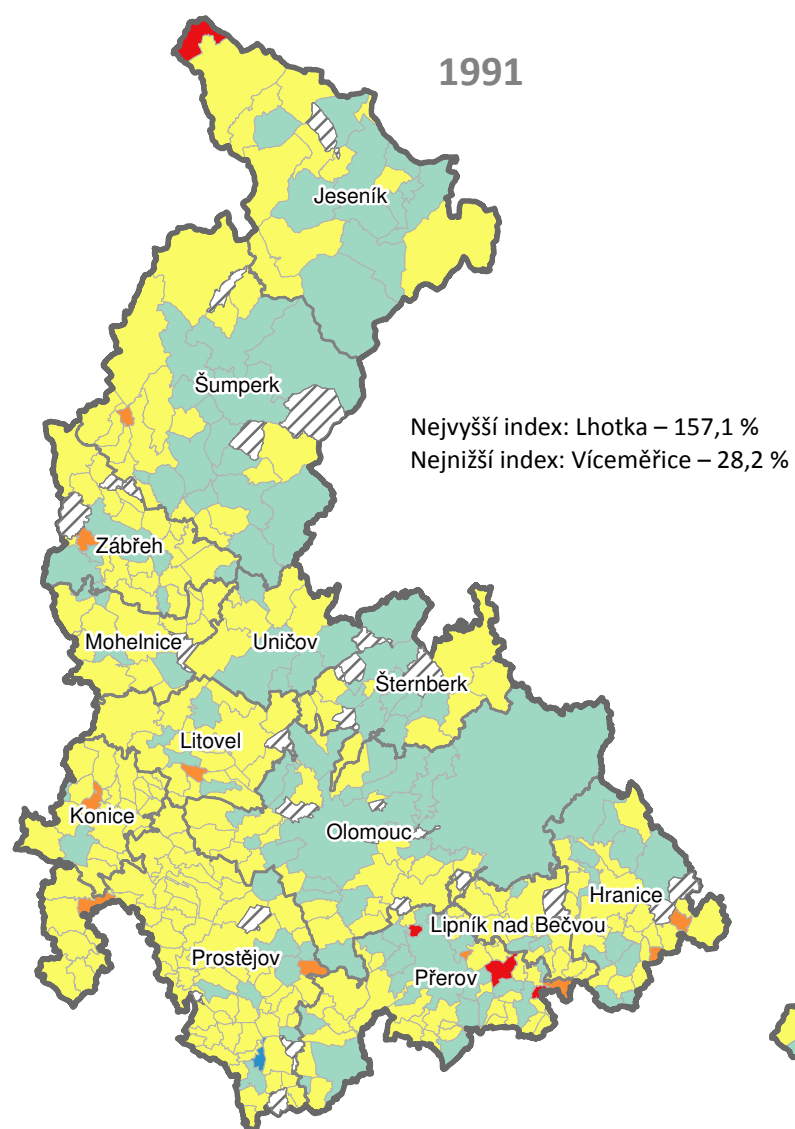 1991
Jeseník
Šumperk
Nejvyšší index: Lhotka – 157,1 %
Nejnižší index: Víceměřice – 28,2 %
Zábřeh
Mohelnice
Uničov
Šternberk
Litovel
Konice
Olomouc
Hranice
Lipník nad Bečvou
Prostějov
Přerov